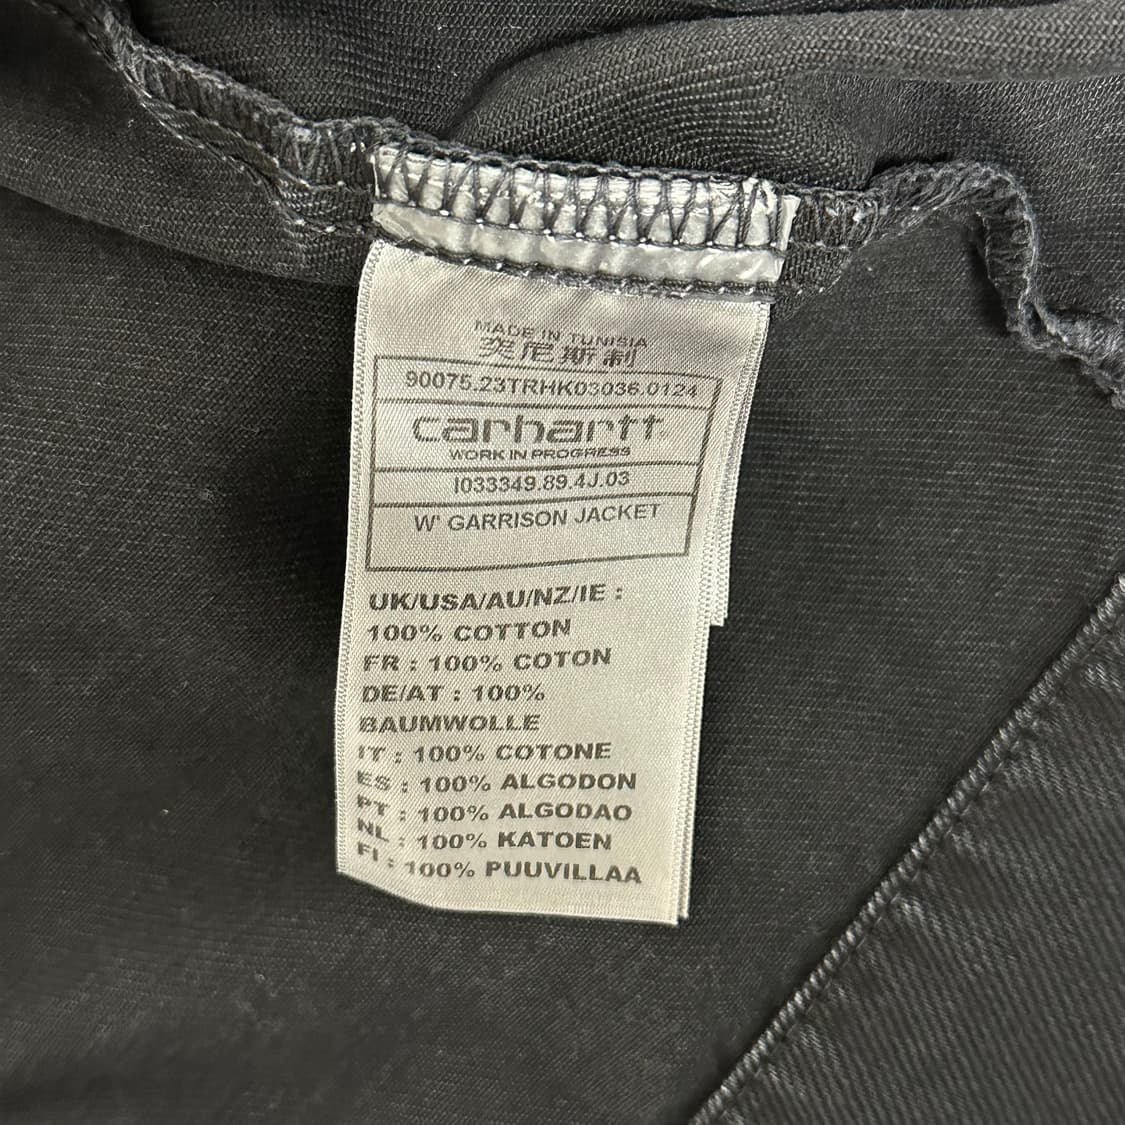 MADE IN TUNISIA
突尼斯制
90075.23TRHK03036.0124
carhartt
WORK IN PROGRESS
I033349.89.4J.03
W' GARRISON JACKET
UK/USA/AU/NZ/IE :
100% COTTON
FR : 100% COTON
DE/AT : 100%
BAUMWOLLE
IT : 100% COTONE
ES : 100% ALGODON
PT : 100% ALGODAO
NL : 100% KATOEN
FI : 100% PUUVILLAA